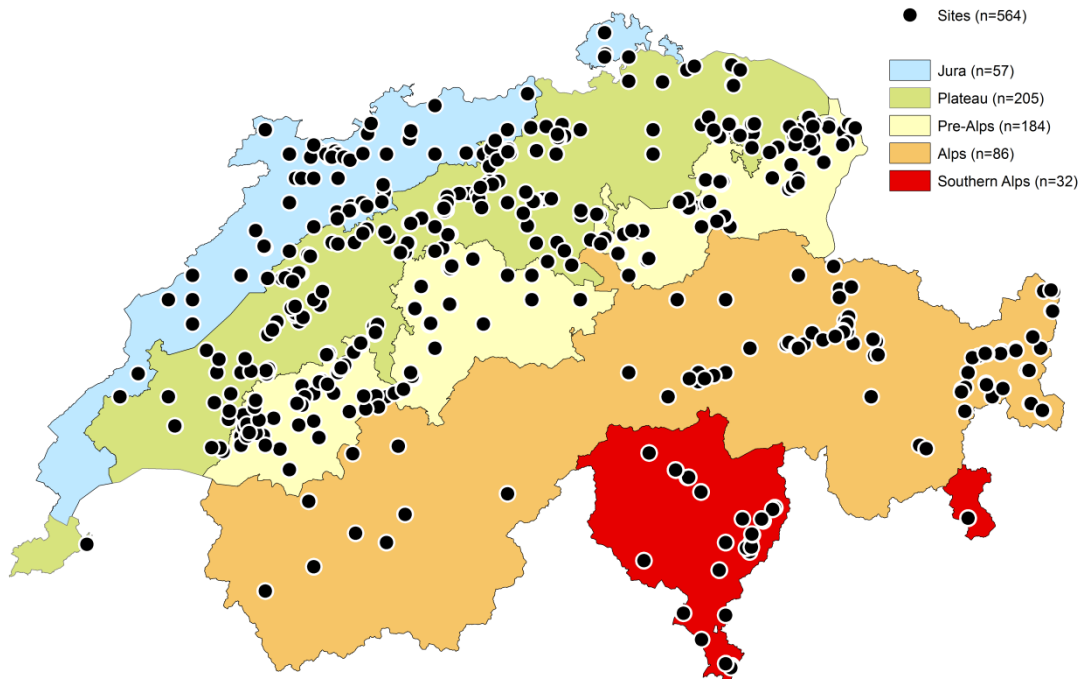 Sites (n=564)
Jura (n=57)
Plateau (n=205)
Pre-Alps (n=184)
Alps (n=86)
Southern Alps (n=32)